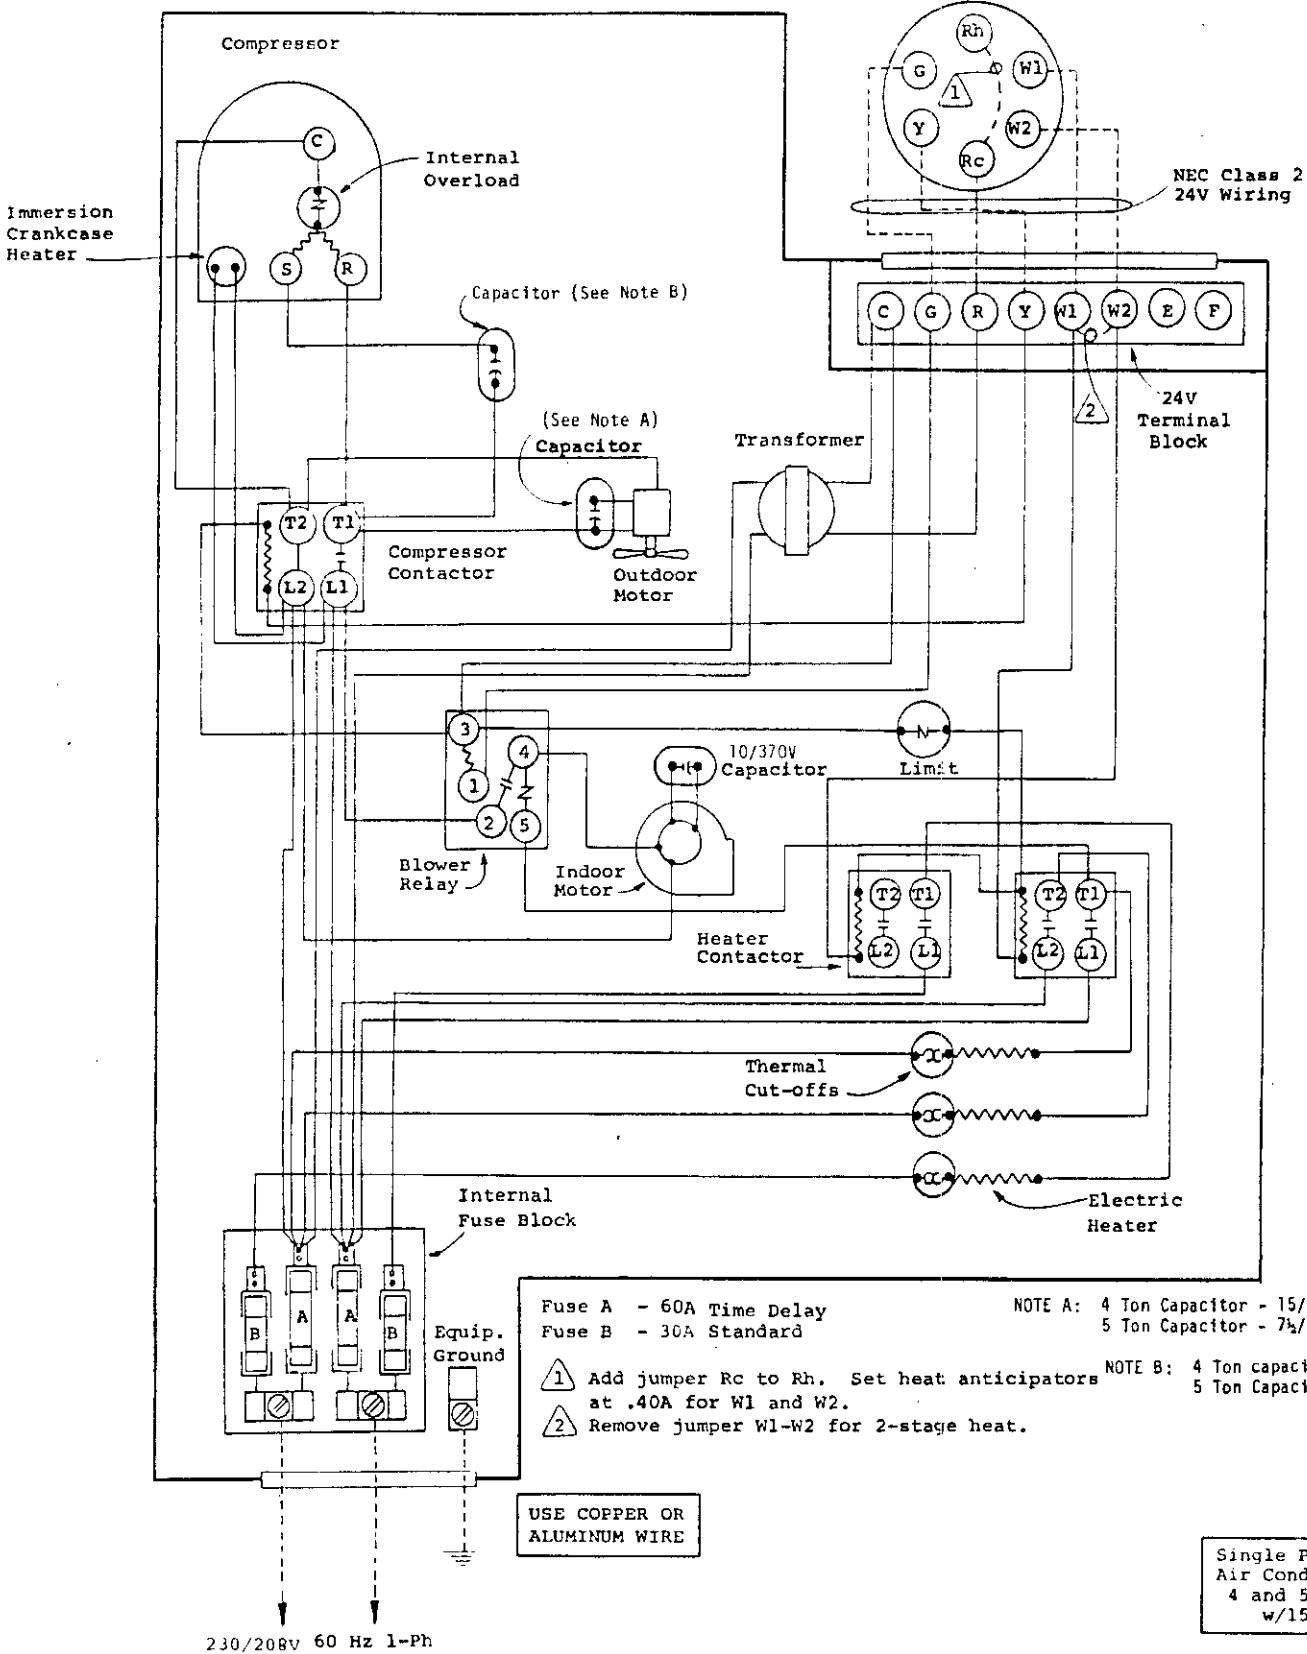 Compressor
Rh
G
W1
1
Y
W2
Rc
C
Internal
Overload
NEC Class 2
24V Wiring
Immersion
Crankcase
Heater
S
R
Capacitor (See Note B)
C
G
R
Y
W1
W2
E
F
2
24V
Terminal
Block
(See Note A)
Capacitor
Transformer
T2
T1
Compressor
Contactor
L2
L1
Outdoor
Motor
3
4
1
2
5
10/370V
Capacitor
Limit
Blower
Relay
Indoor
Motor
T2
T1
T2
T1
Heater
Contactor
L2
L1
L2
L1
Thermal
Cut-offs
Electric
Heater
Internal
Fuse Block
B
A
A
B
Equip.
Ground
Fuse A - 60A Time Delay
Fuse B - 30A Standard
1 Add jumper Rc to Rh. Set heat anticipators
at .40A for W1 and W2.
2 Remove jumper W1-W2 for 2-stage heat.
NOTE A: 4 Ton Capacitor - 15/
5 Ton Capacitor - 7½/
NOTE B: 4 Ton capaci
5 Ton Capaci
USE COPPER OR
ALUMINUM WIRE
Single P
Air Cond
4 and 5
w/15
230/208V 60 Hz 1-Ph